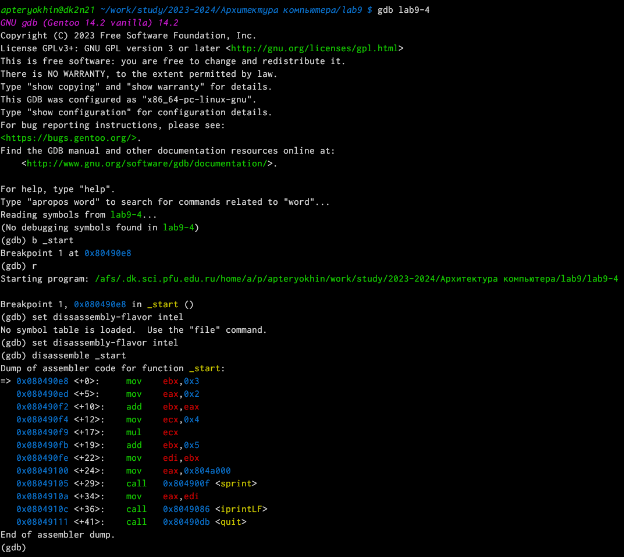 apteryokhin@dk2n21 ~/work/study/2023-2024/Архитектура компьютера/lab9 $ gdb lab9-4
GNU gdb (Gentoo 14.2 vanilla) 14.2
Copyright (C) 2023 Free Software Foundation, Inc.
License GPLv3+: GNU GPL version 3 or later <http://gnu.org/licenses/gpl.html>
This is free software: you are free to change and redistribute it.
There is NO WARRANTY, to the extent permitted by law.
Type "show copying" and "show warranty" for details.
This GDB was configured as "x86_64-pc-linux-gnu".
Type "show configuration" for configuration details.
For bug reporting instructions, please see:
<https://bugs.gentoo.org/>.
Find the GDB manual and other documentation resources online at:
    <http://www.gnu.org/software/gdb/documentation/>.

For help, type "help".
Type "apropos word" to search for commands related to "word"...
Reading symbols from lab9-4...
(No debugging symbols found in lab9-4)
(gdb) b _start
Breakpoint 1 at 0x80490e8
(gdb) r
Starting program: /afs/.dk.sci.pfu.edu.ru/home/a/p/apteryokhin/work/study/2023-2024/Архитектура компьютера/lab9/lab9-4

Breakpoint 1, 0x080490e8 in _start ()
(gdb) set dissassembly-flavor intel
No symbol table is loaded.  Use the "file" command.
(gdb) set disassembly-flavor intel
(gdb) disassemble _start
Dump of assembler code for function _start:
=> 0x080490e8 <+0>:	mov    ebx,0x3
   0x080490ed <+5>:	mov    eax,0x2
   0x080490f2 <+10>:	add    ebx,eax
   0x080490f4 <+12>:	mov    ecx,0x4
   0x080490f9 <+17>:	mul    ecx
   0x080490fb <+19>:	add    ebx,0x5
   0x080490fe <+22>:	mov    edi,ebx
   0x08049100 <+24>:	mov    eax,0x804a000
   0x08049105 <+29>:	call   0x804900f <sprint>
   0x0804910a <+34>:	mov    eax,edi
   0x0804910c <+36>:	call   0x8049086 <iprintLF>
   0x08049111 <+41>:	call   0x80490db <quit>
End of assembler dump.
(gdb)